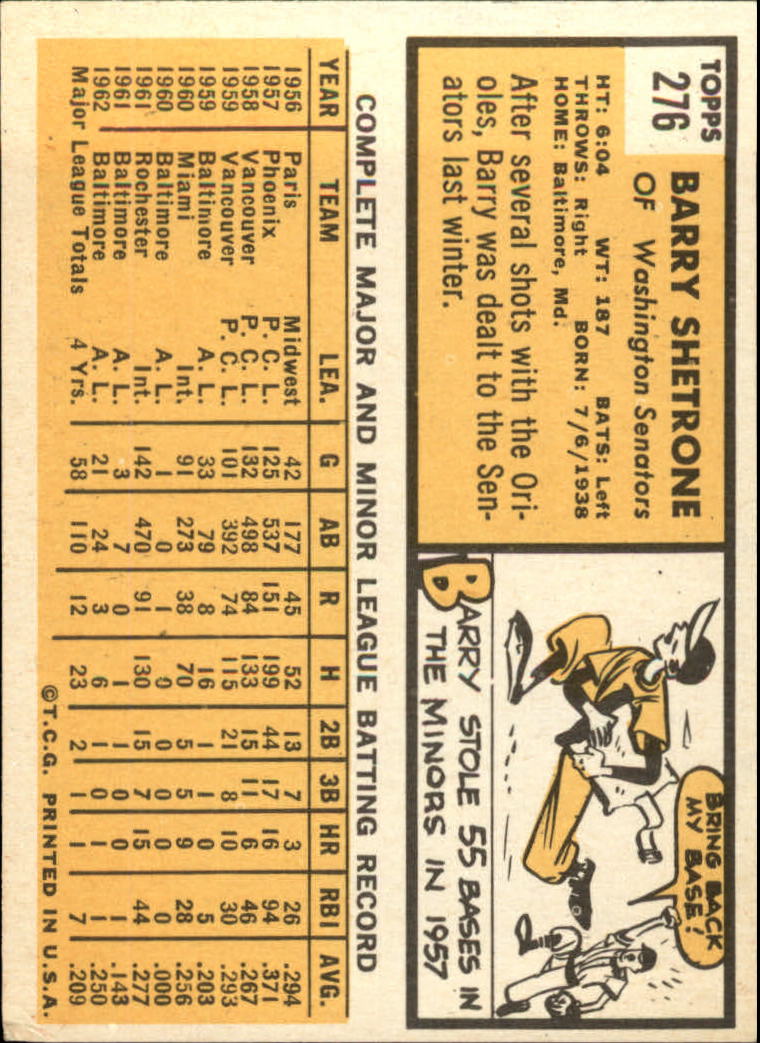 TOPPS
276
BARRY SHETRONE
OF Washington Senators
HT: 6:04 WT: 187 BATS: Left
THROWS: Right BORN: 7/6/1938
HOME: Baltimore, Md.
After several shots with the Ori-
oles, Barry was dealt to the Sen-
ators last winter.
BRING BACK
MY BASE!
BARRY STOLE 55 BASES IN
THE MINORS IN 1957
COMPLETE MAJOR AND MINOR LEAGUE BATTING RECORD
YEAR TEAM LEA. G AB R H 2B 3B HR RBI AVG.
1956 Paris Midwest 42 177 45 52 13 7 3 26 .294
1957 Phoenix P.C.L. 125 537 151 199 44 17 16 94 .371
1958 Vancouver P.C.L. 132 498 84 133 15 11 6 46 .267
1959 Vancouver P.C.L. 101 392 74 115 21 8 10 30 .293
1959 Baltimore A.L. 33 79 8 16 1 1 0 5 .203
1960 Miami Int. 91 273 38 70 5 5 9 28 .256
1960 Baltimore A.L. 1 0 1 0 0 0 0 0 .000
1961 Rochester Int. 142 470 91 130 15 7 15 44 .277
1961 Baltimore A.L. 3 7 0 1 1 0 0 1 .143
1962 Baltimore A.L. 21 24 3 6 1 0 1 1 .250
Major League Totals 4 Yrs. 58 110 12 23 2 1 1 7 .209
©T.C.G. PRINTED IN U.S.A.